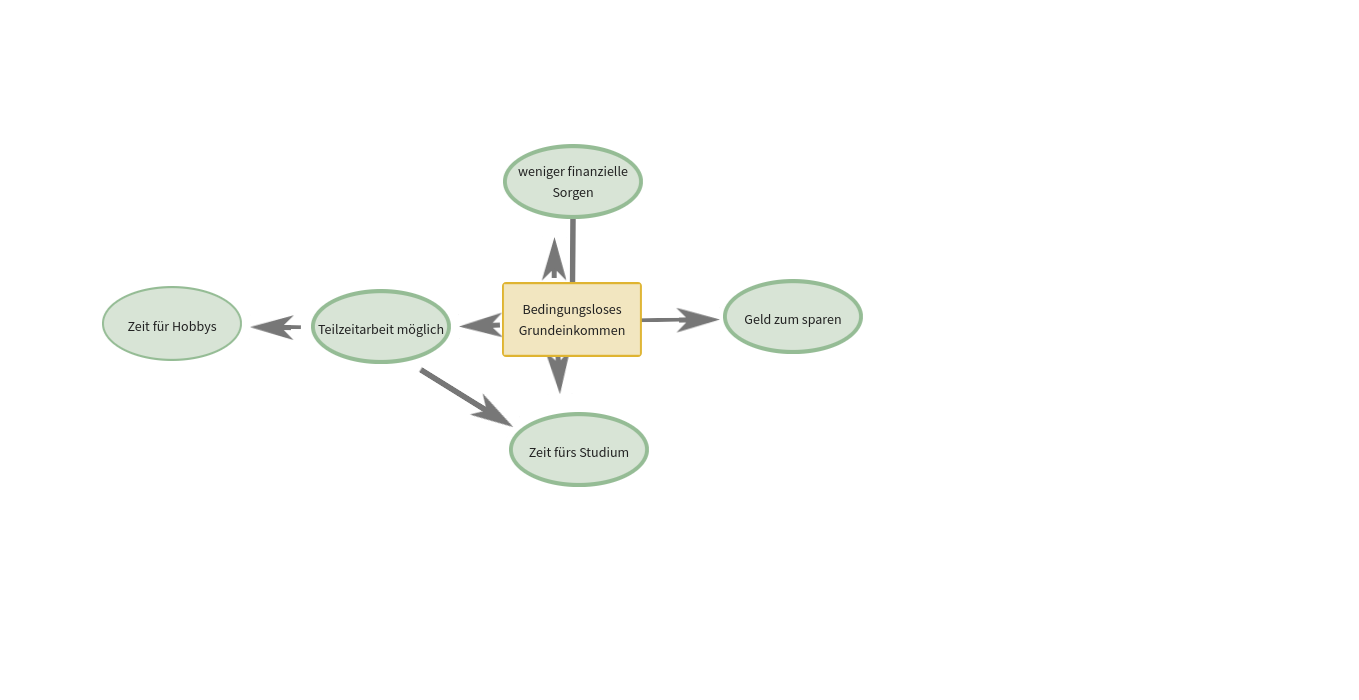 weniger finanzielle
Sorgen
Bedingungsloses
Grundeinkommen
Geld zum sparen
Zeit für Hobbys
Teilzeitarbeit möglich
Zeit fürs Studium